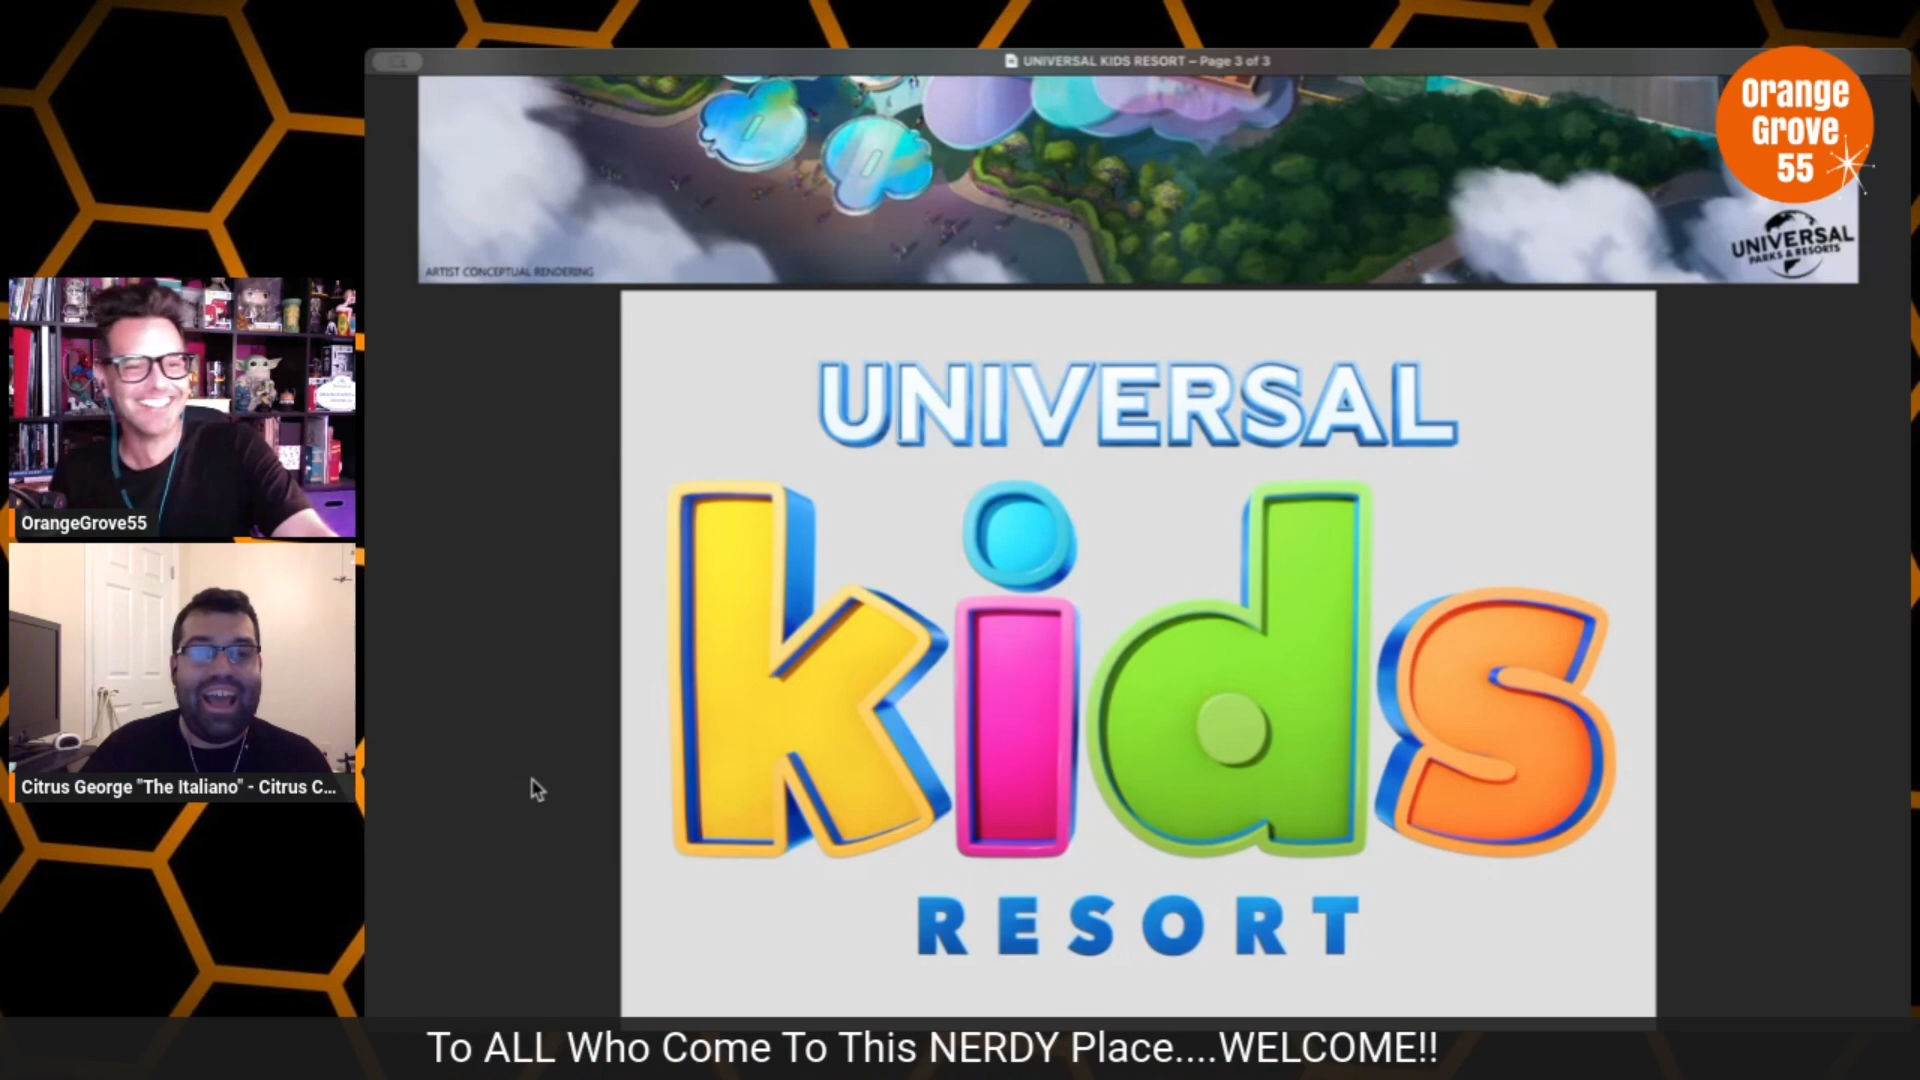 UNIVERSAL KIDS RESORT – Page 3 of 3
Orange
Grove
55
UNIVERSAL
PARKS & RESORTS
ARTIST CONCEPTUAL RENDERING
UNIVERSAL
kids
RESORT
OrangeGrove55
Citrus George "The Italiano" - Citrus C...
To ALL Who Come To This NERDY Place....WELCOME!!